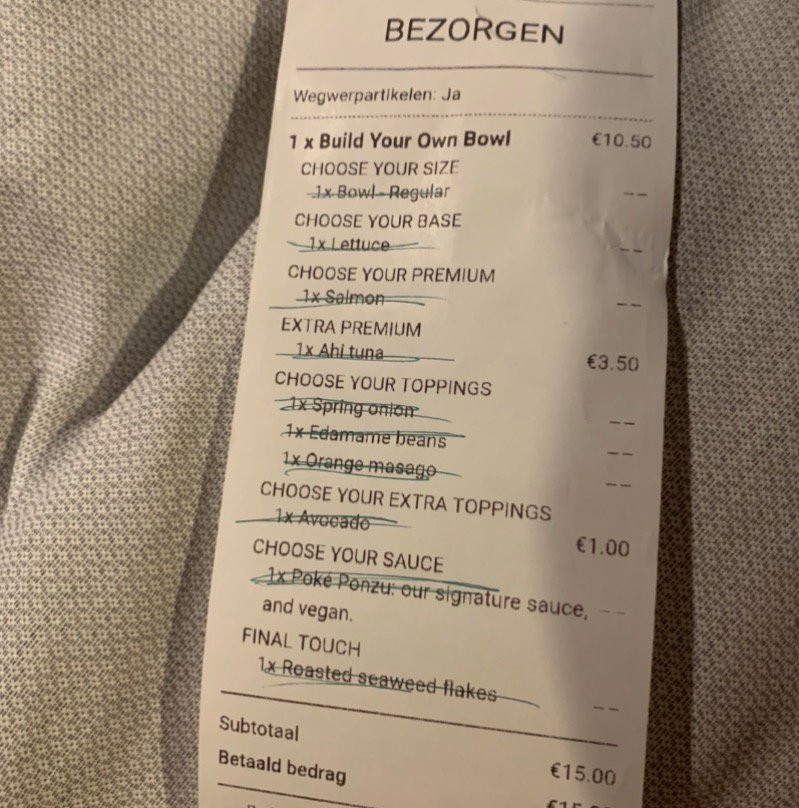 BEZORGEN
Wegwerpartikelen: Ja
1 x Build Your Own Bowl €10.50
CHOOSE YOUR SIZE
1x Bowl - Regular --
CHOOSE YOUR BASE
1x Lettuce --
CHOOSE YOUR PREMIUM
1x Salmon --
EXTRA PREMIUM
1x Ahi tuna €3.50
CHOOSE YOUR TOPPINGS
1x Spring onion --
1x Edamame beans --
1x Orange masago --
CHOOSE YOUR EXTRA TOPPINGS
1x Avocado €1.00
CHOOSE YOUR SAUCE
1x Poké Ponzu: our signature sauce, --
and vegan.
FINAL TOUCH
1x Roasted seaweed flakes --
Subtotaal €15.00
Betaald bedrag